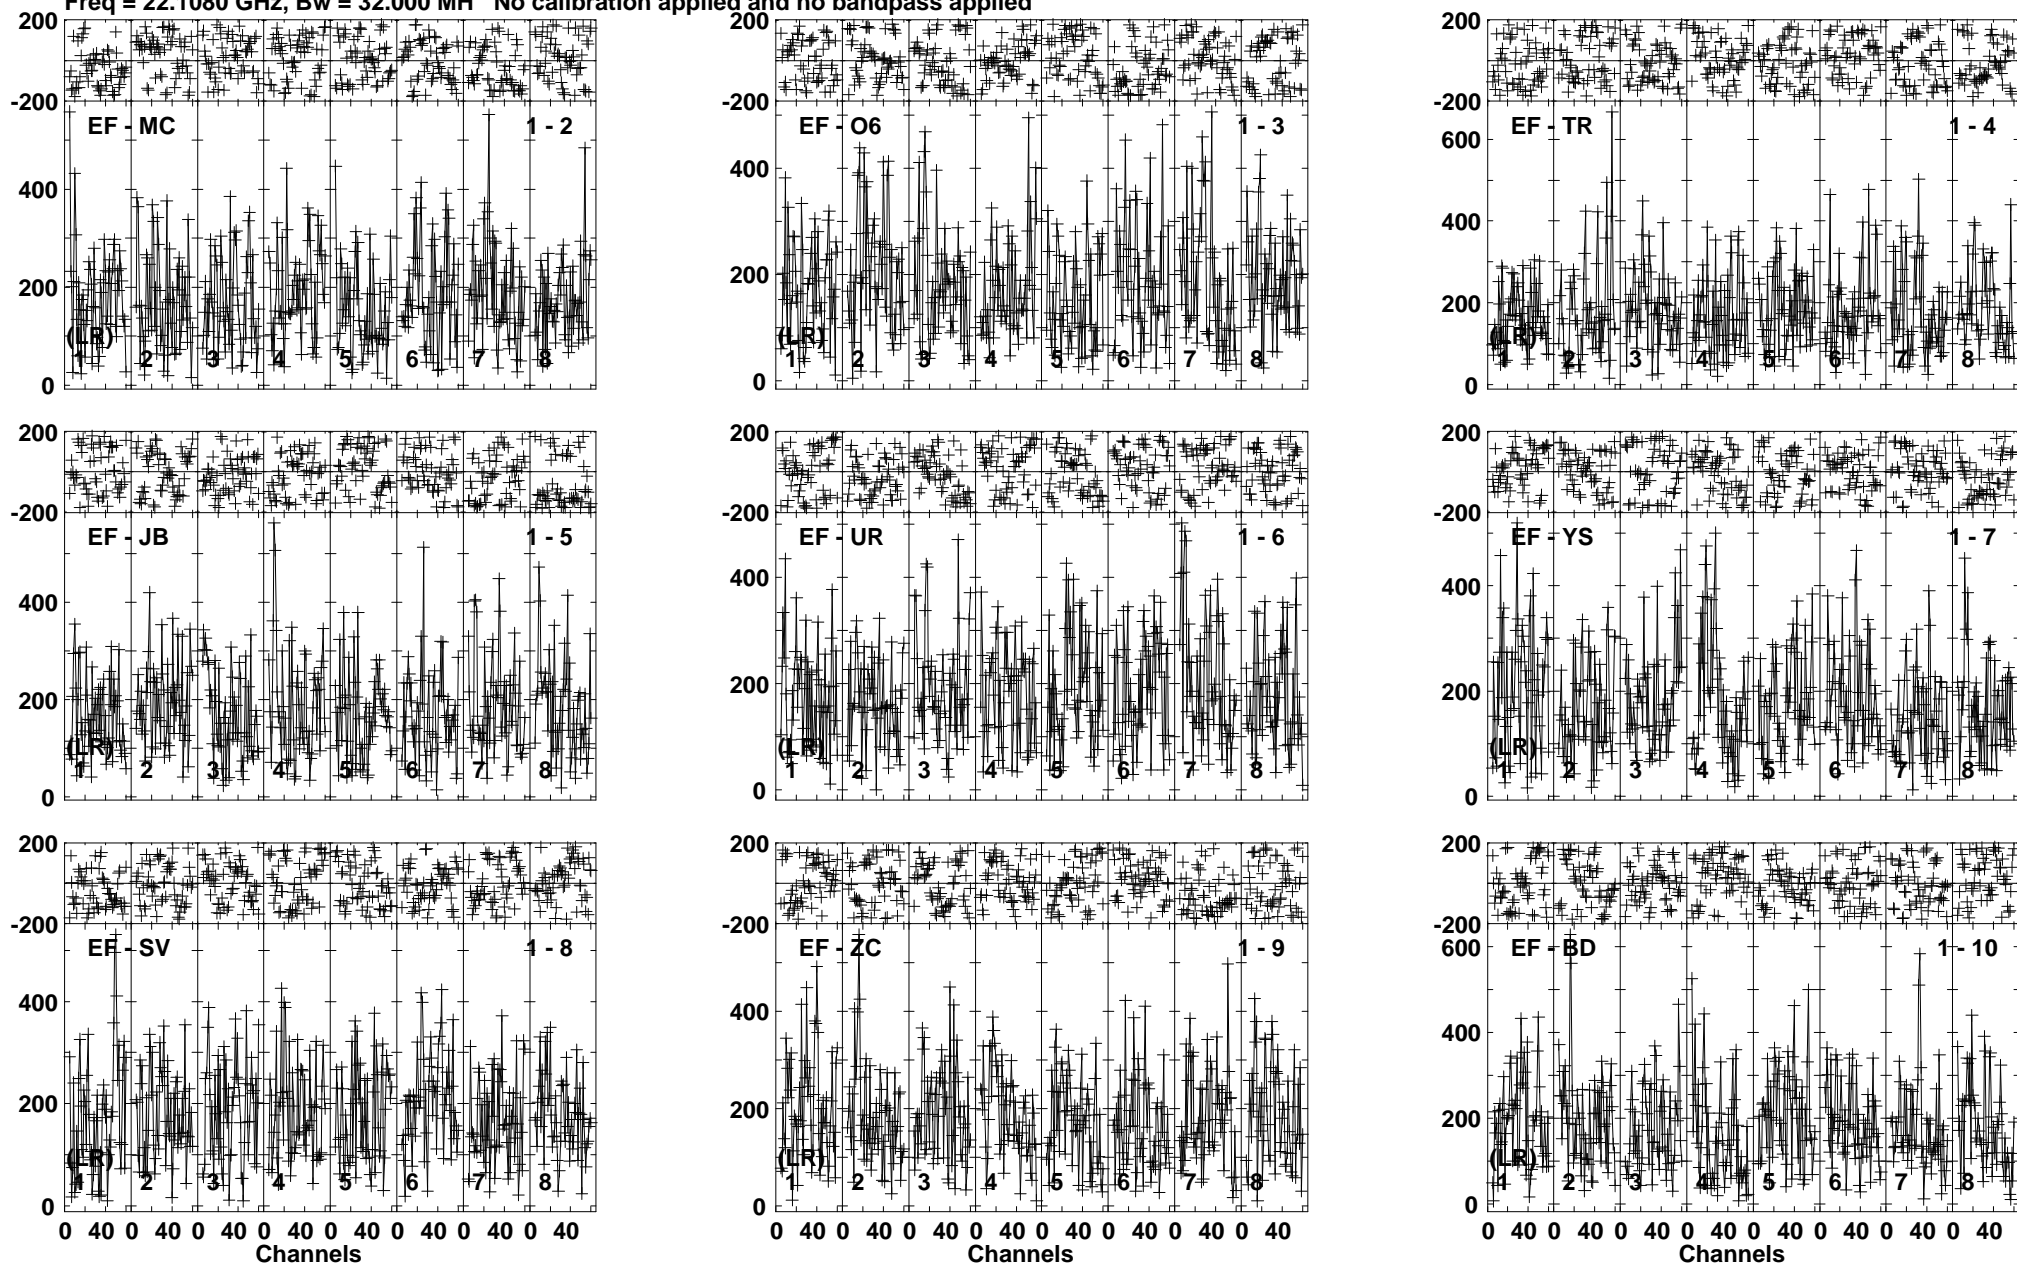 Freq = 22.1080 GHz, Bw = 32.000 MH No calibration applied and no bandpass applied
200 200 200
-200 -200 -200
EF - MC 1 - 2 EF - O6 1 - 3 EF - TR 1 - 4
600
400 400 400
200 200 200
(LR) (LR) (LR)
1 2 3 4 5 6 7 8 1 2 3 4 5 6 7 8 1 2 3 4 5 6 7 8
0 0 0
200 200 200
-200 -200 -200
EF - JB 1 - 5 EF - UR 1 - 6 EF - YS 1 - 7
400 400 400
200 200 200
(LR) (LR) (LR)
1 2 3 4 5 6 7 8 1 2 3 4 5 6 7 8 1 2 3 4 5 6 7 8
0 0 0
200 200 200
-200 -200 -200
EF - SV 1 - 8 EF - ZC 1 - 9 EF - BD 1 - 10
600
400 400 400
200 200 200
(LR) (LR) (LR)
1 2 3 4 5 6 7 8 1 2 3 4 5 6 7 8 1 2 3 4 5 6 7 8
0 0 0
0 40 0 40 0 40 0 40 0 40 0 40 0 40 0 40 0 40 0 40 0 40 0 40 0 40 0 40 0 40 0 40 0 40 0 40 0 40 0 40 0 40 0 40 0 40 0 40
Channels Channels Channels